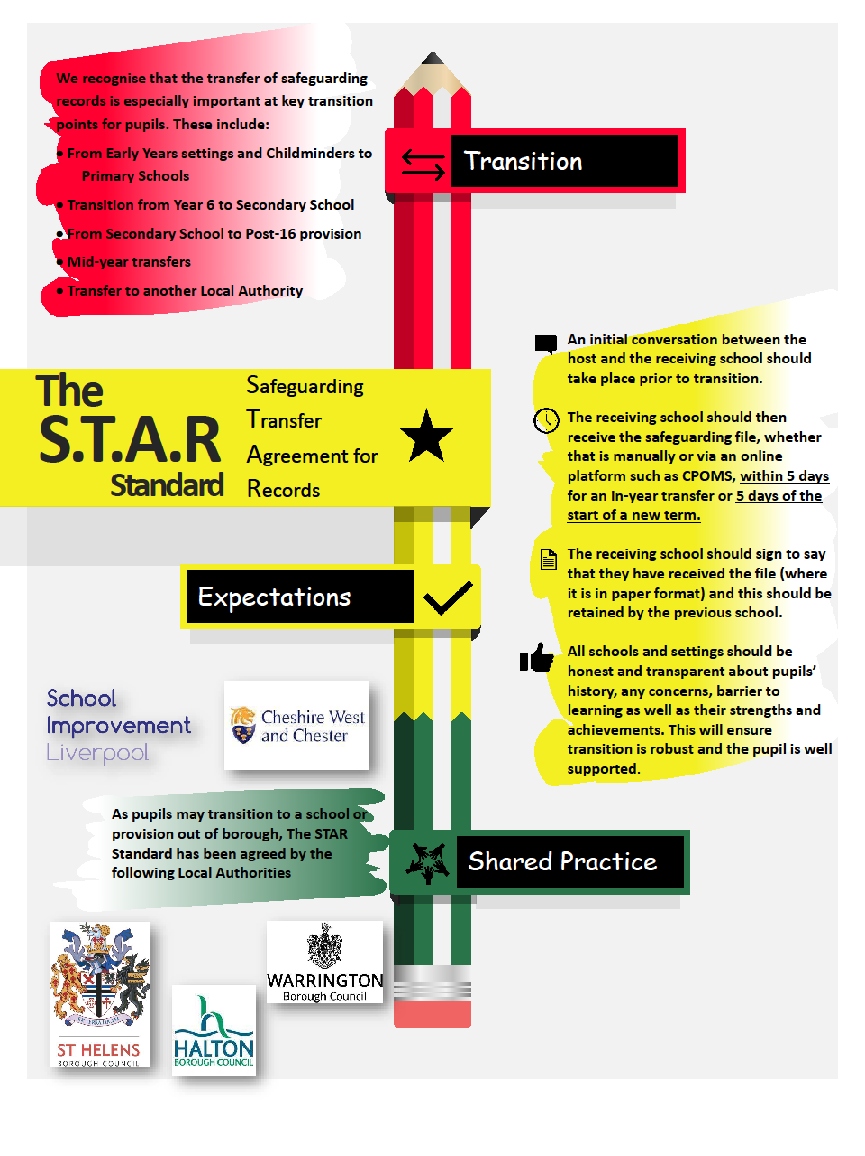 We recognise that the transfer of safeguarding
records is especially important at key transition
points for pupils. These include:
• From Early Years settings and Childminders to
Primary Schools
• Transition from Year 6 to Secondary School
• From Secondary School to Post-16 provision
• Mid-year transfers
• Transfer to another Local Authority
Transition
The
S.T.A.R
Standard
Safeguarding
Transfer
Agreement for
Records
An initial conversation between the
host and the receiving school should
take place prior to transition.
The receiving school should then
receive the safeguarding file, whether
that is manually or via an online
platform such as CPOMS, within 5 days
for an In-year transfer or 5 days of the
start of a new term.
The receiving school should sign to say
that they have received the file (where
it is in paper format) and this should be
retained by the previous school.
All schools and settings should be
honest and transparent about pupils'
history, any concerns, barrier to
learning as well as their strengths and
achievements. This will ensure
transition is robust and the pupil is well
supported.
Expectations
School
Improvement
Liverpool
Cheshire West
and Chester
As pupils may transition to a school or
provision out of borough, The STAR
Standard has been agreed by the
following Local Authorities
Shared Practice
ST HELENS
BOROUGH COUNCIL
HALTON
BOROUGH COUNCIL
WARRINGTON
Borough Council